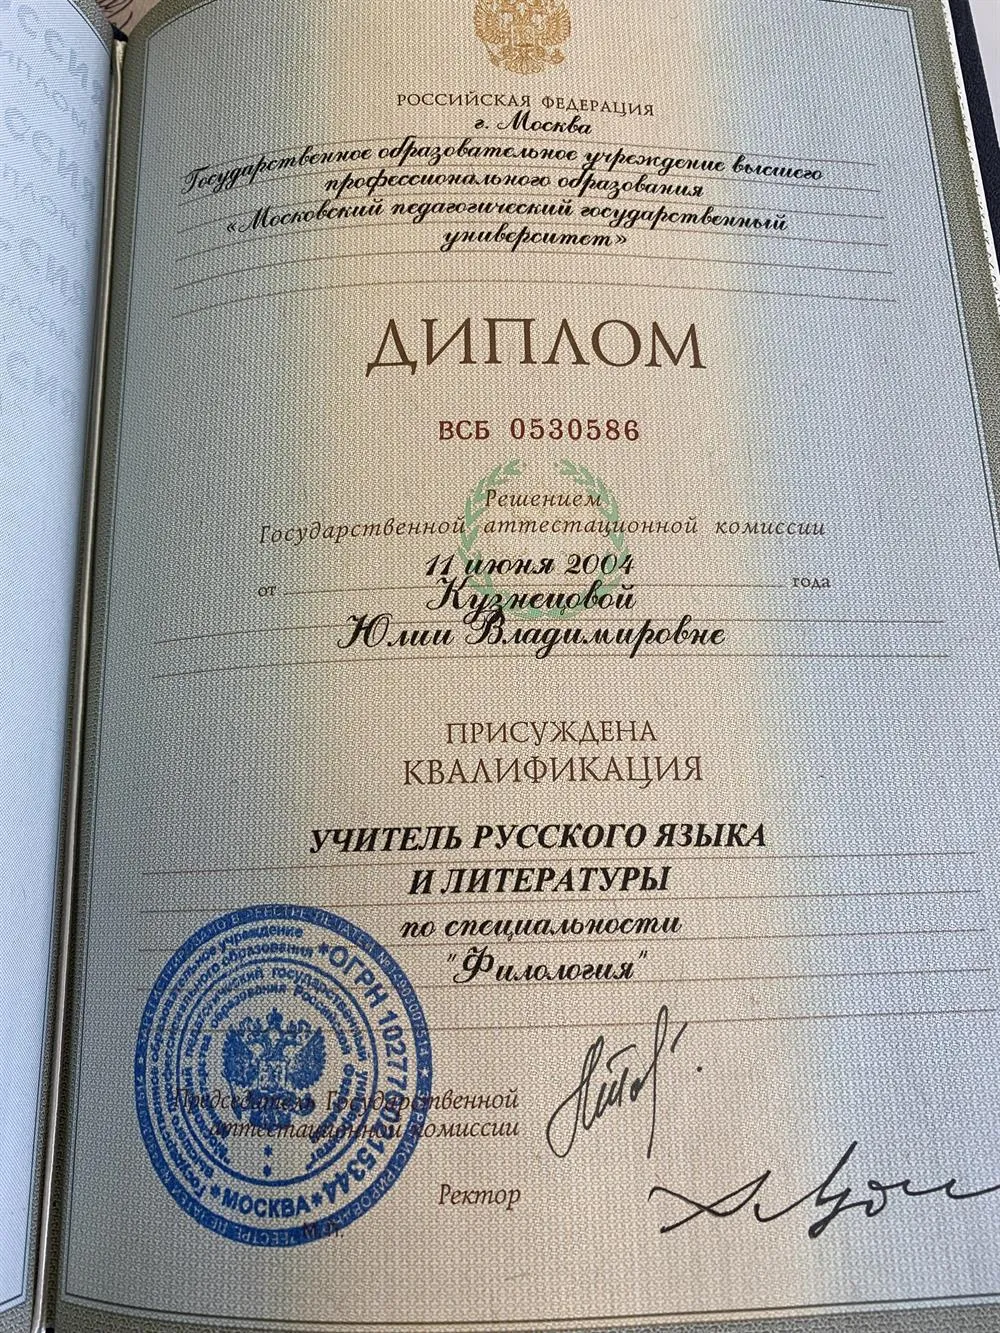 РОССИЙСКАЯ ФЕДЕРАЦИЯ
г. Москва
Государственное образовательное учреждение высшего
профессионального образования
«Московский педагогический государственный
университет»
ДИПЛОМ
ВСБ 0530586
Решением
Государственной аттестационной комиссии
от 11 июня 2004 года
Кузнецовой
Юлии Владимировне
ПРИСУЖДЕНА
КВАЛИФИКАЦИЯ
УЧИТЕЛЬ РУССКОГО ЯЗЫКА
И ЛИТЕРАТУРЫ
по специальности
"Филология"
Председатель Государственной
аттестационной комиссии
Ректор
М.П.
*ОГРН 1027700215344
*МОСКВА*